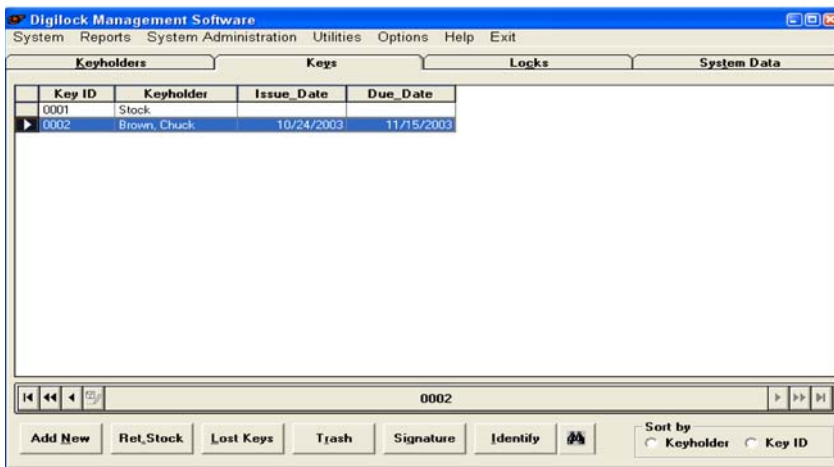 Digilock Management Software
System Reports System Administration Utilities Options Help Exit
Keyholders Keys Locks System Data
Key ID Keyholder Issue_Date Due_Date
0001 Stock
0002 Brown, Chuck 10/24/2003 11/15/2003
0002
Sort by
Add New Ret_Stock Lost Keys Trash Signature Identify Keyholder Key ID